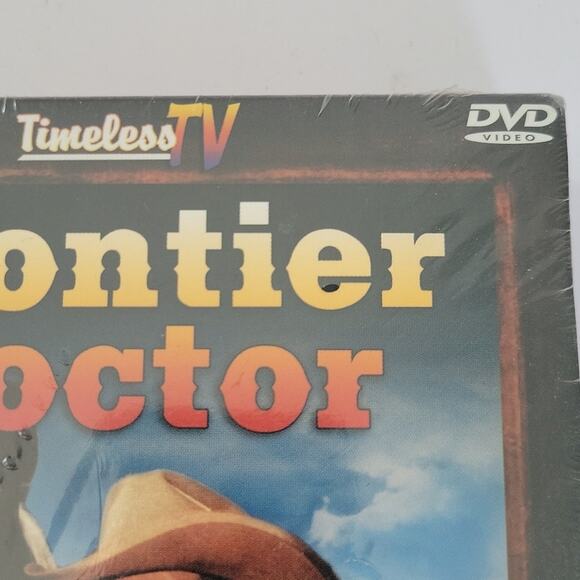 TimelessTV
DVD
VIDEO
ontier
octor